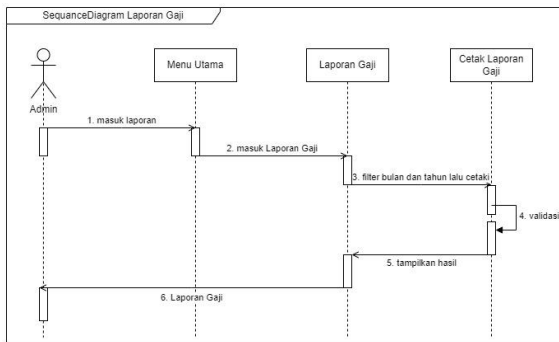 SequanceDiagram Laporan Gaji
Menu Utama
Laporan Gaji
Cetak Laporan
Gaji
Admin
1. masuk laporan
2. masuk Laporan Gaji
3. filter bulan dan tahun lalu cetaki
4. validasi
5. tampilkan hasil
6. Laporan Gaji